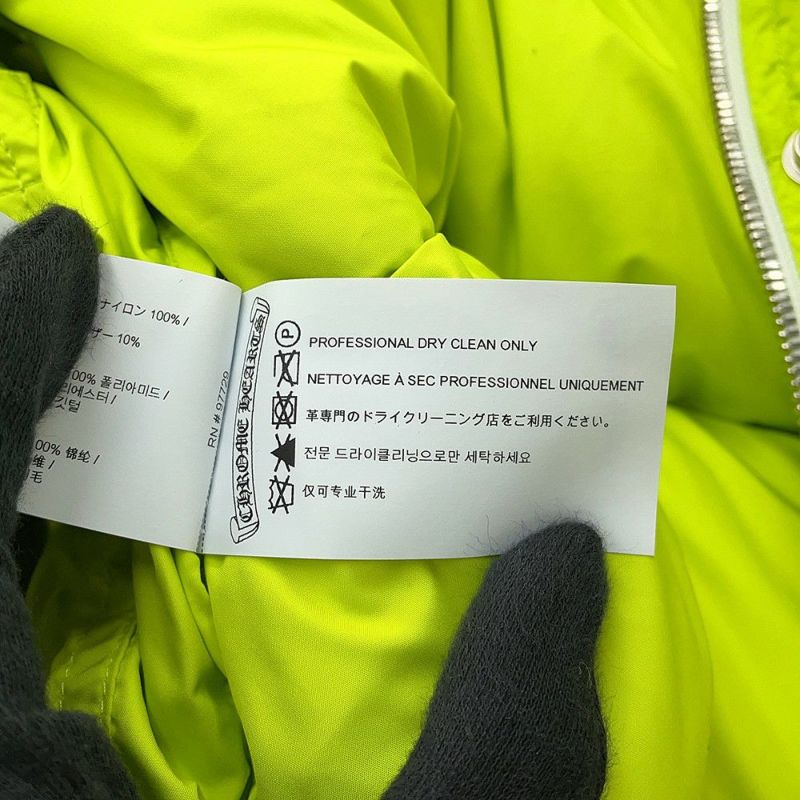 ナイロン 100% /
ザー 10%
00% 폴리아미드 /
리에스테르 /
깃털
00% 锦纶 /
维 /
毛
RN # 97729
CHROME HEARTS
P
PROFESSIONAL DRY CLEAN ONLY
NETTOYAGE À SEC PROFESSIONNEL UNIQUEMENT
革専門のドライクリーニング店をご利用ください。
전문 드라이클리닝으로만 세탁하세요
仅可专业干洗